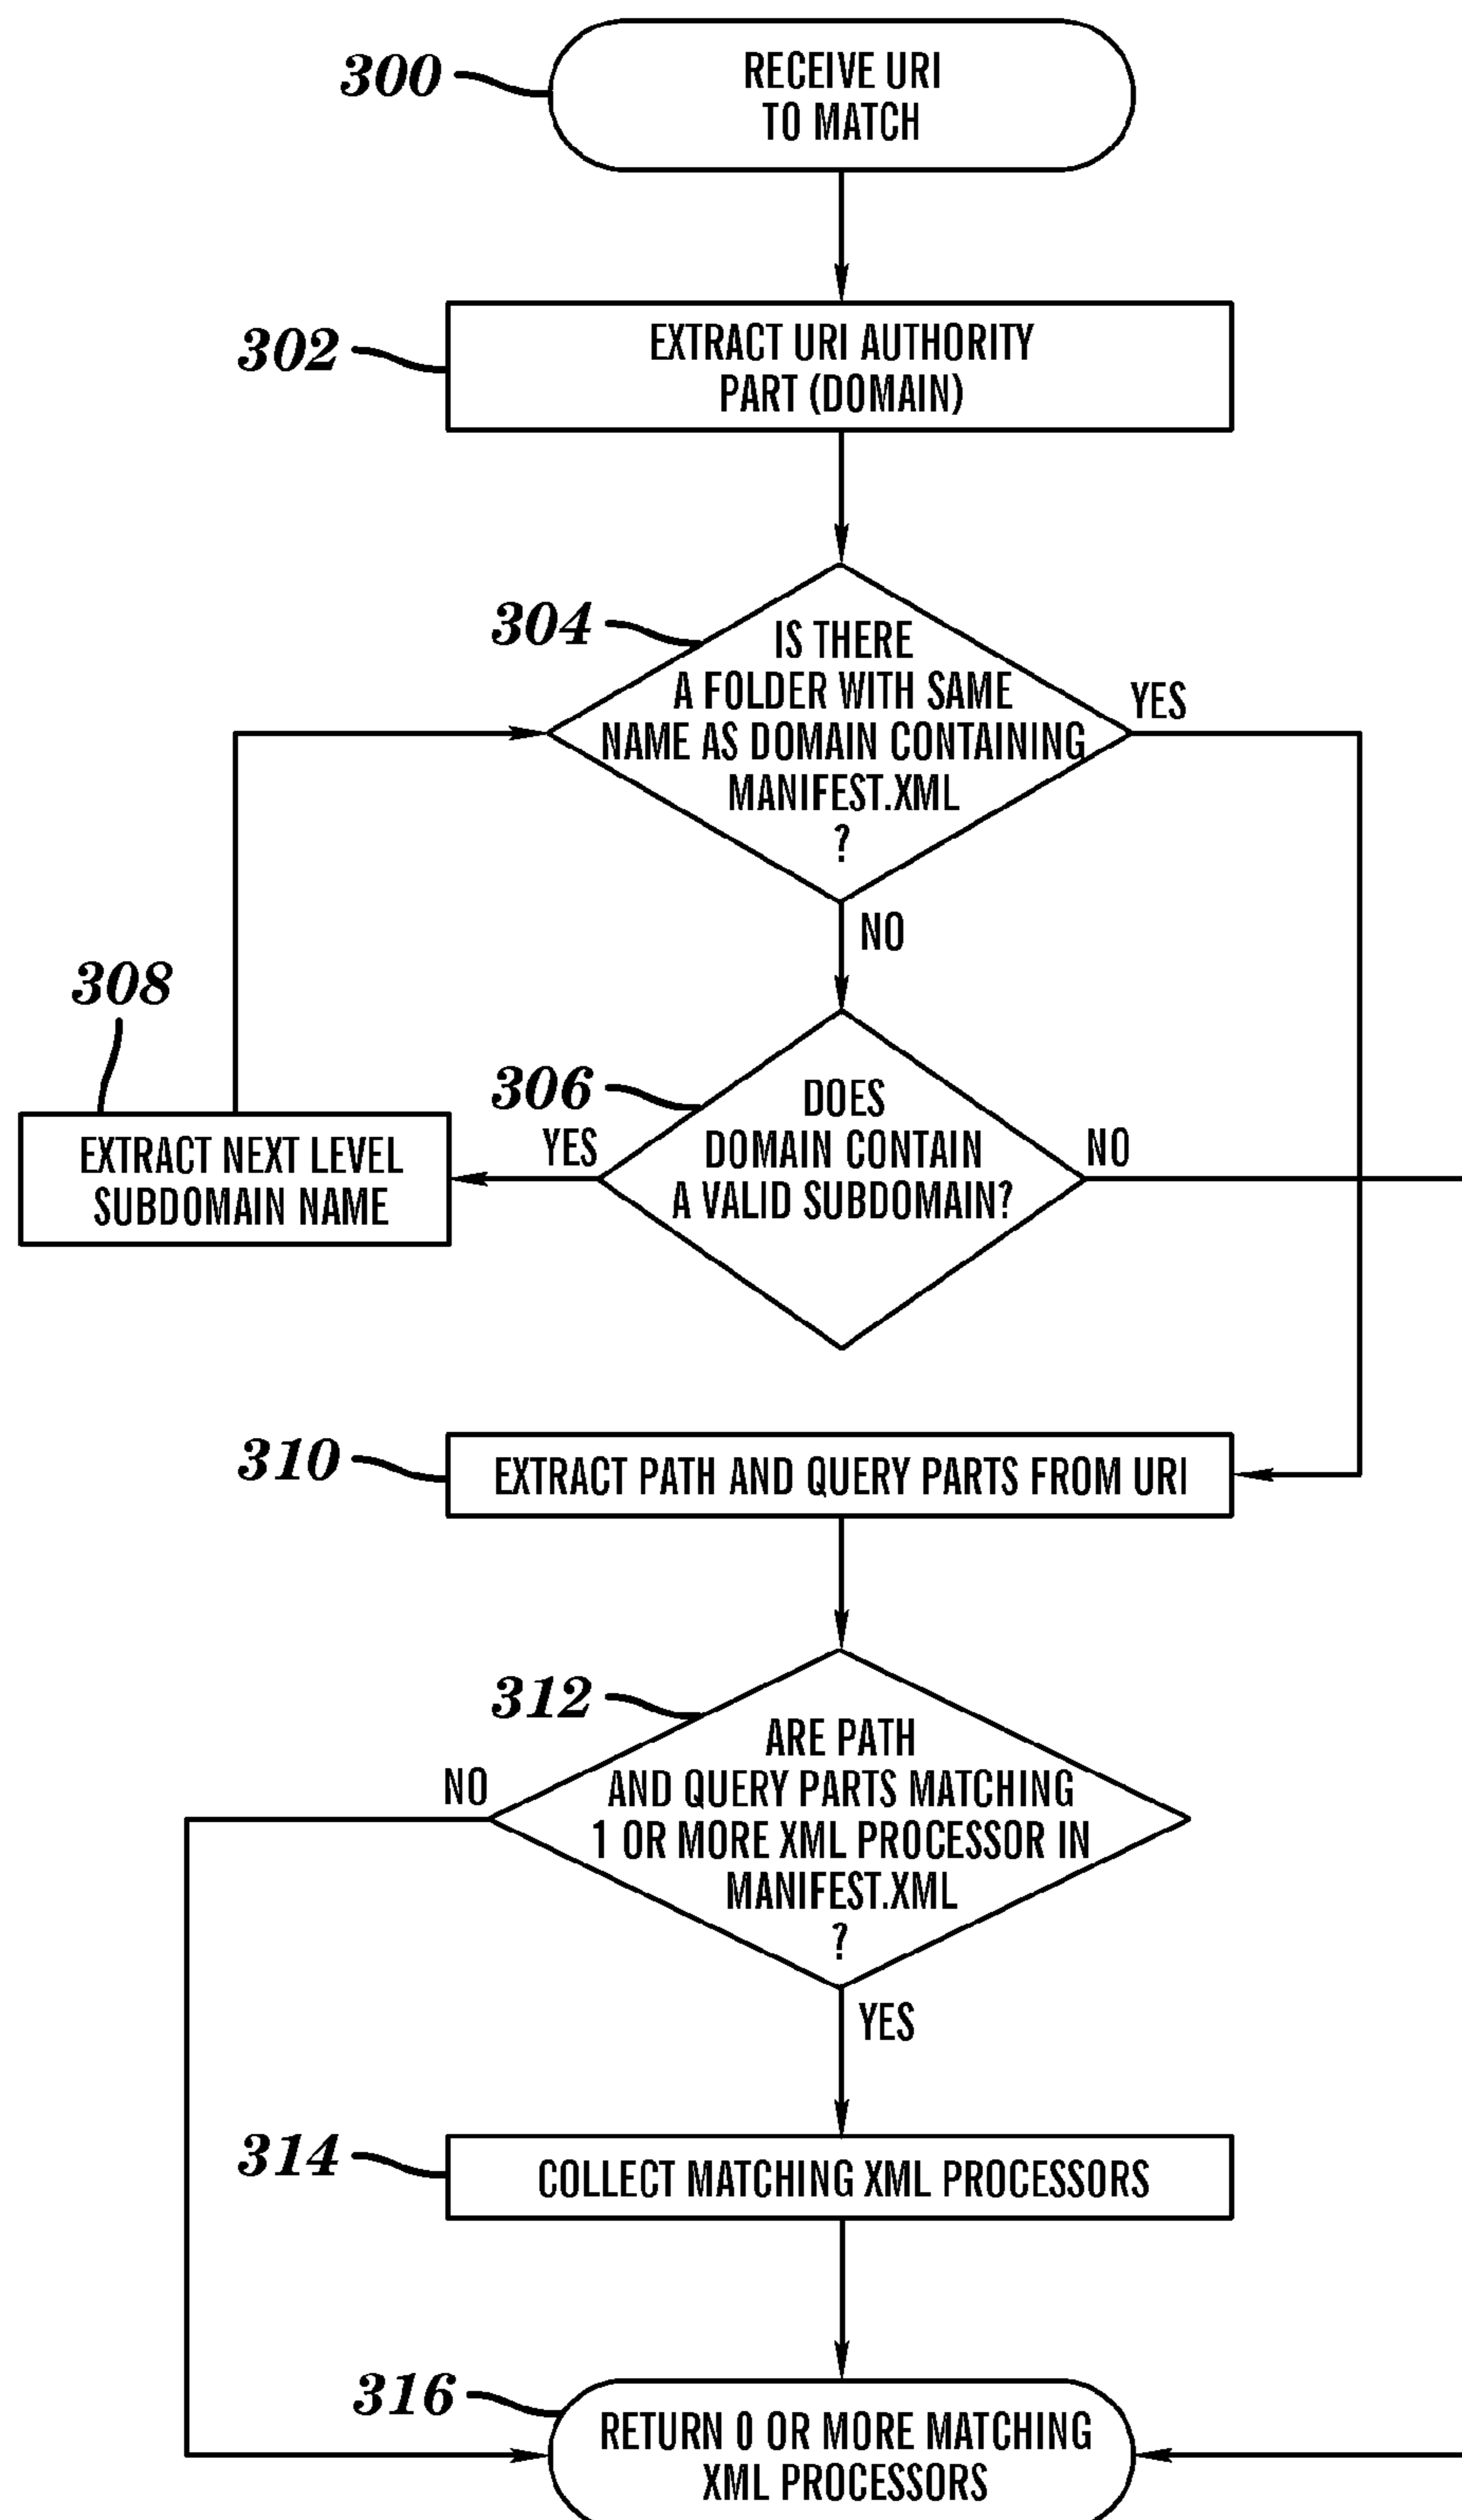 300
RECEIVE URI
TO MATCH
302
EXTRACT URI AUTHORITY
PART (DOMAIN)
304
IS THERE
A FOLDER WITH SAME
NAME AS DOMAIN CONTAINING
MANIFEST.XML
?
YES
NO
308
EXTRACT NEXT LEVEL
SUBDOMAIN NAME
306
YES
DOES
DOMAIN CONTAIN
A VALID SUBDOMAIN?
NO
310
EXTRACT PATH AND QUERY PARTS FROM URI
312
NO
ARE PATH
AND QUERY PARTS MATCHING
1 OR MORE XML PROCESSOR IN
MANIFEST.XML
?
YES
314
COLLECT MATCHING XML PROCESSORS
316
RETURN 0 OR MORE MATCHING
XML PROCESSORS